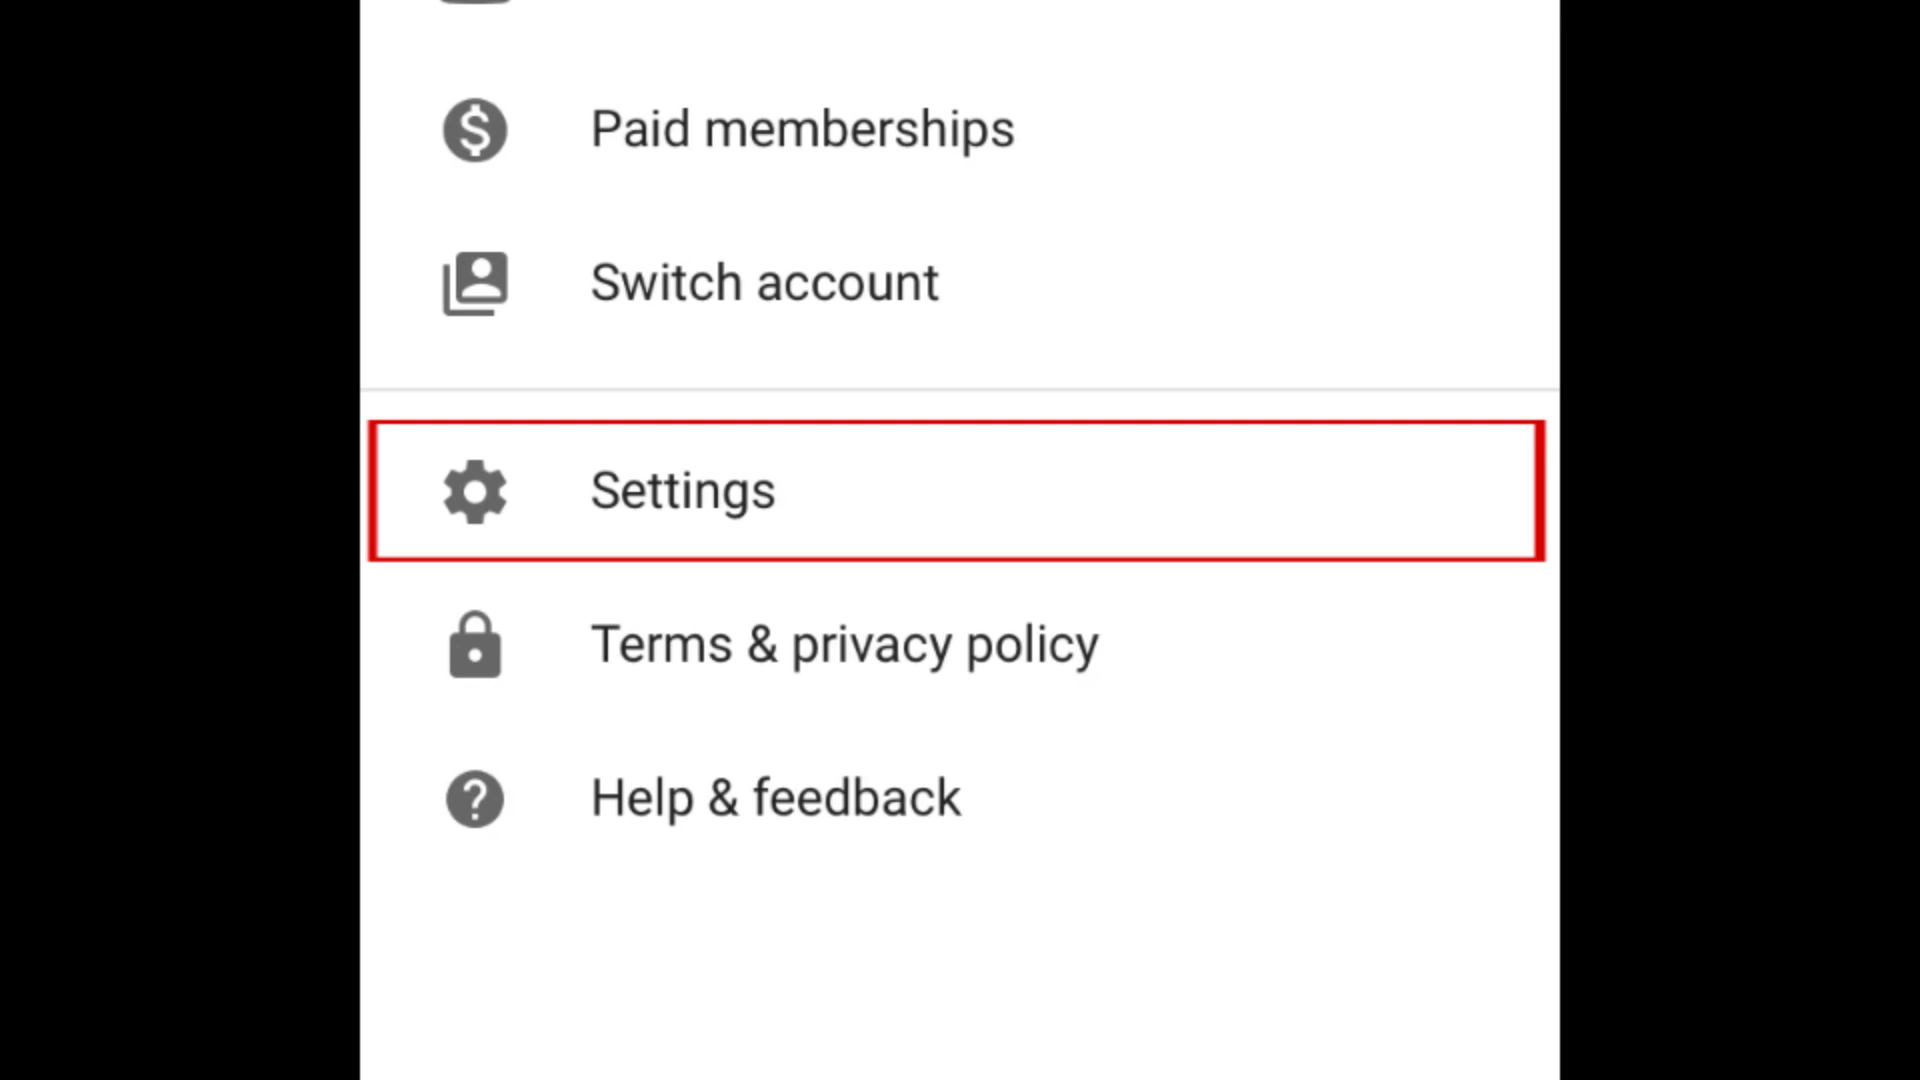 Paid memberships
Switch account
Settings
Terms & privacy policy
Help & feedback